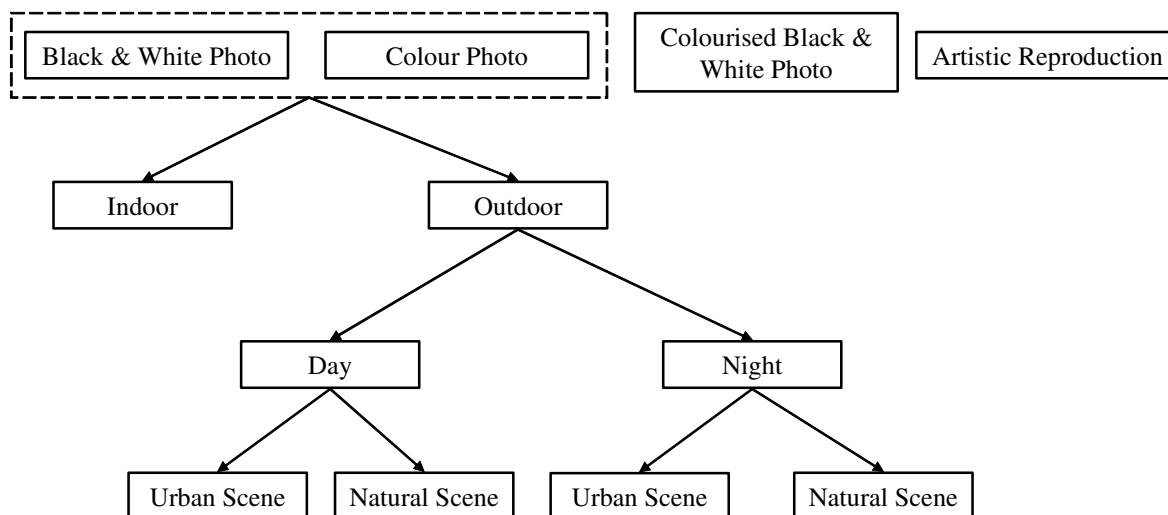 Black & White Photo
Colour Photo
Colourised Black &
White Photo
Artistic Reproduction
Indoor
Outdoor
Day
Night
Urban Scene
Natural Scene
Urban Scene
Natural Scene